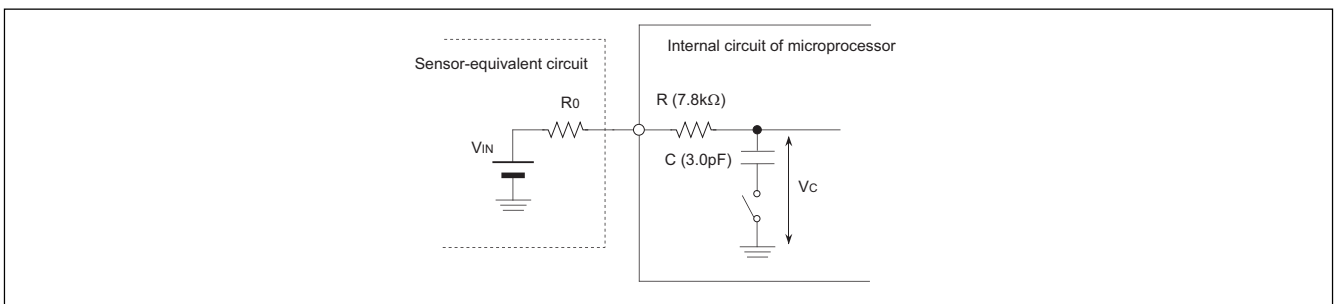 Internal circuit of microprocessor
Sensor-equivalent circuit
R0
R (7.8kΩ)
VIN
C (3.0pF)
VC